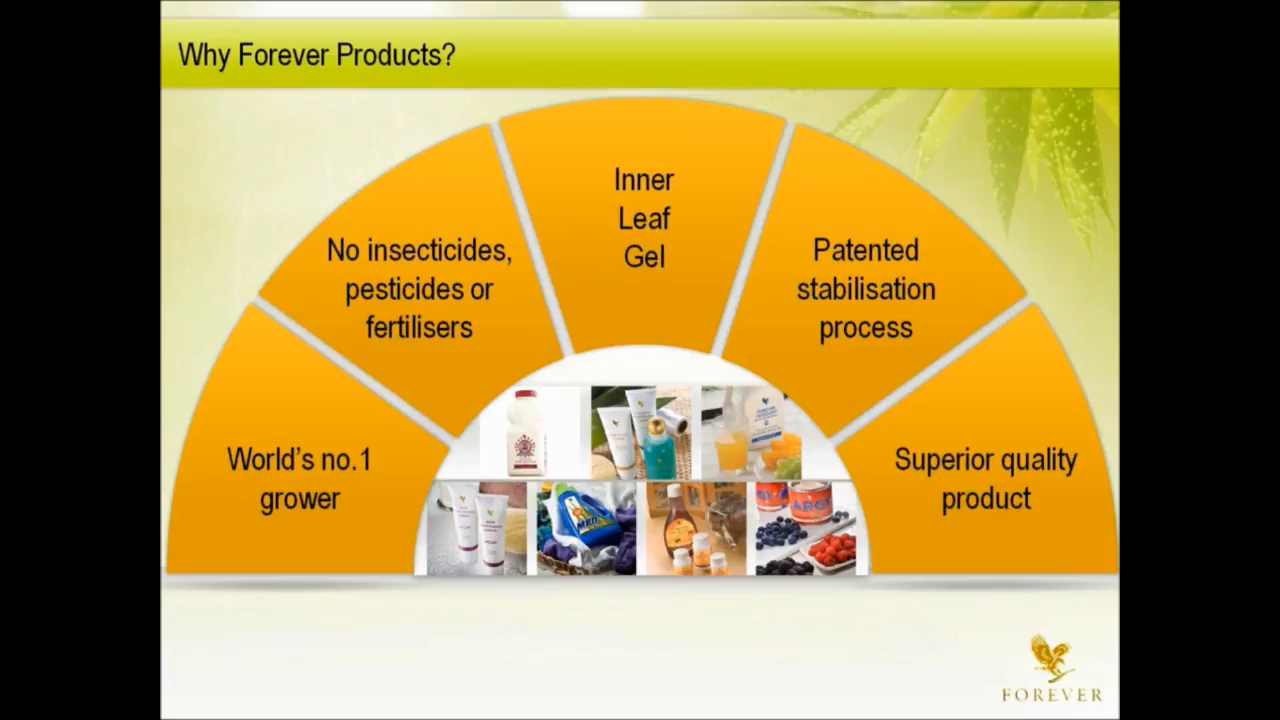 Why Forever Products?
Inner
Leaf
Gel
No insecticides,
pesticides or
fertilisers
Patented
stabilisation
process
World's no.1
grower
Superior quality
product
ARGI
FOREVER